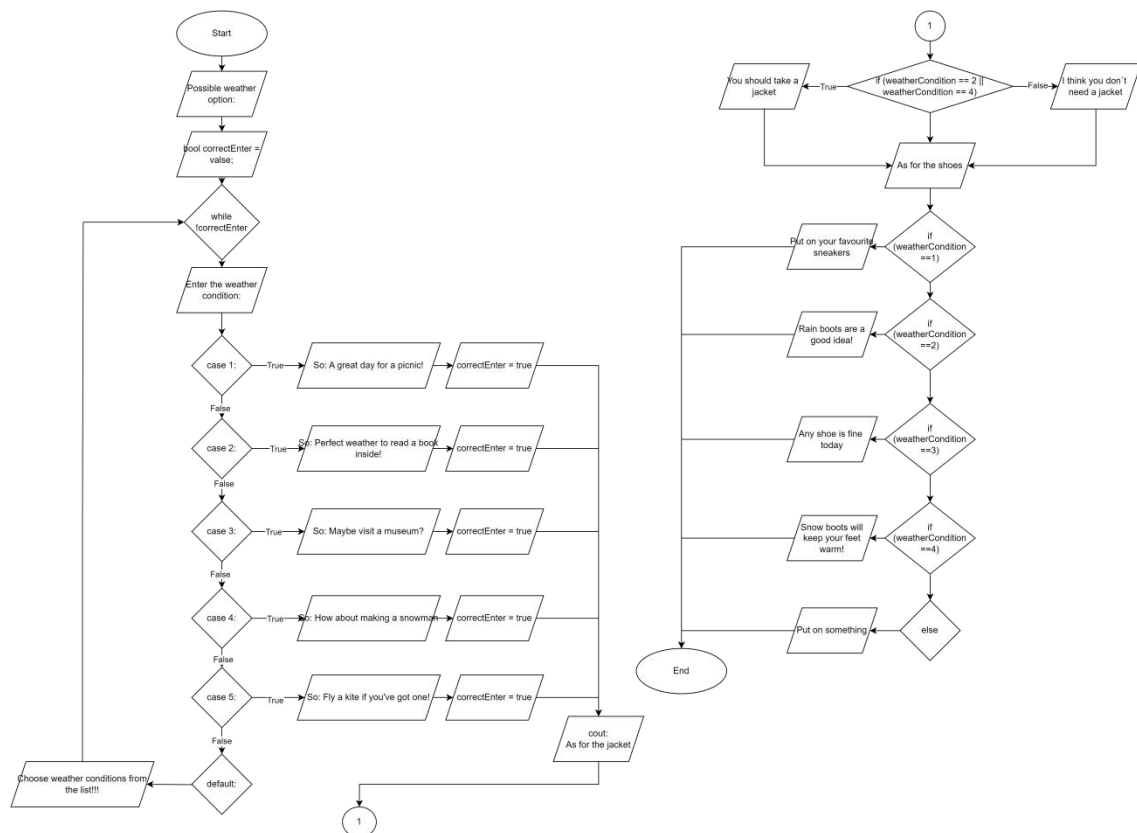 Start
Possible weather
option:
bool correctEnter =
valse;
while
!correctEnter
Enter the weather
condition:
case 1:
True
So: A great day for a picnic!
correctEnter = true
False
case 2:
True
So: Perfect weather to read a book
inside!
correctEnter = true
False
case 3:
True
So: Maybe visit a museum?
correctEnter = true
False
case 4:
True
So: How about making a snowman
correctEnter = true
False
case 5:
True
So: Fly a kite if you've got one!
correctEnter = true
False
default:
Choose weather conditions from
the list!!!
cout:
As for the jacket
1
1
if (weatherCondition == 2 ||
weatherCondition == 4)
True
You should take a
jacket
False
I think you don`t
need a jacket
As for the shoes
if
(weatherCondition
==1)
Put on your favourite
sneakers
if
(weatherCondition
==2)
Rain boots are a
good idea!
if
(weatherCondition
==3)
Any shoe is fine
today
if
(weatherCondition
==4)
Snow boots will
keep your feet
warm!
else
Put on something
End